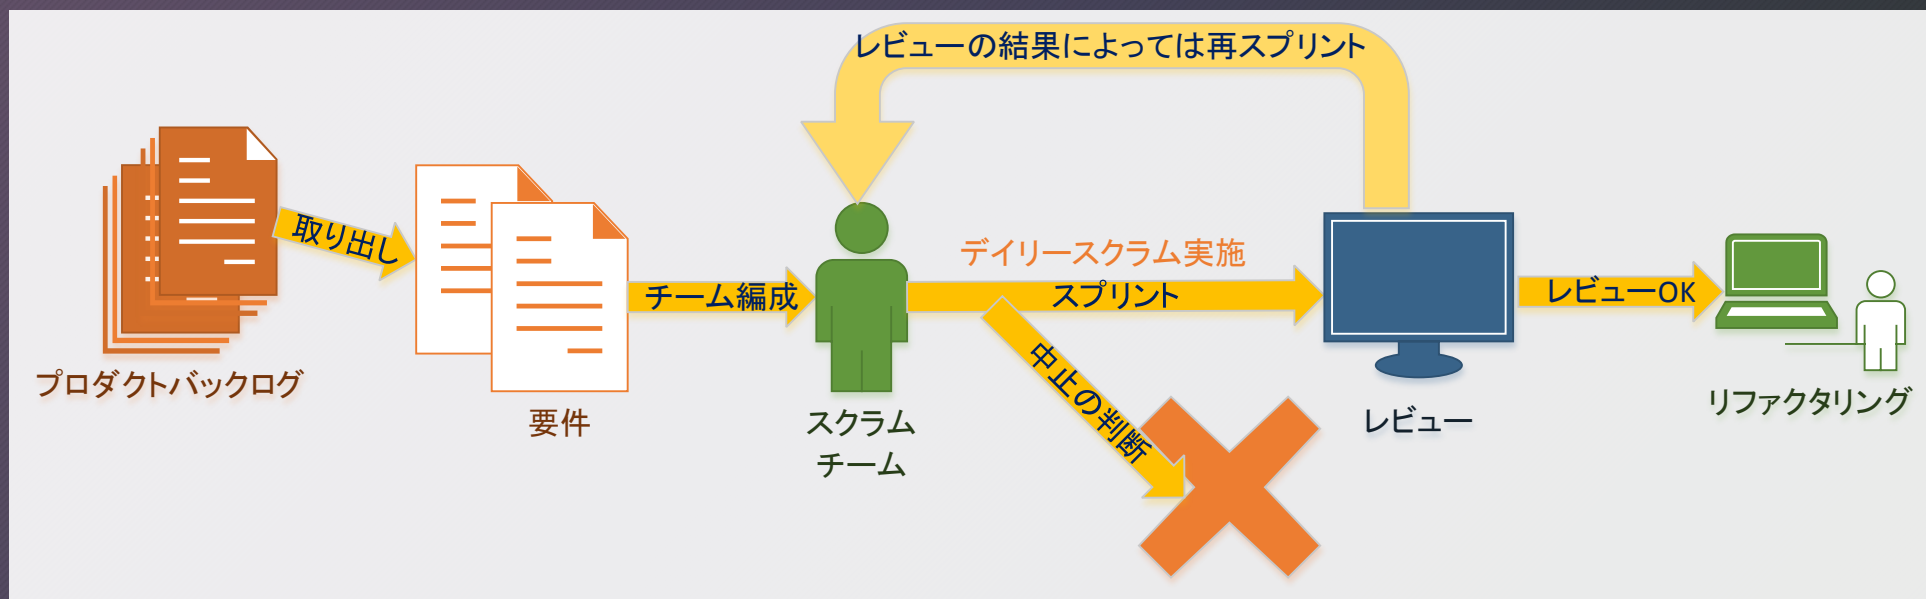 レビューの結果によっては再スプリント
取り出し
デイリースクラム実施
チーム編成
スプリント
レビューOK
中止の判断
プロダクトバックログ
要件
スクラム
チーム
レビュー
リファクタリング